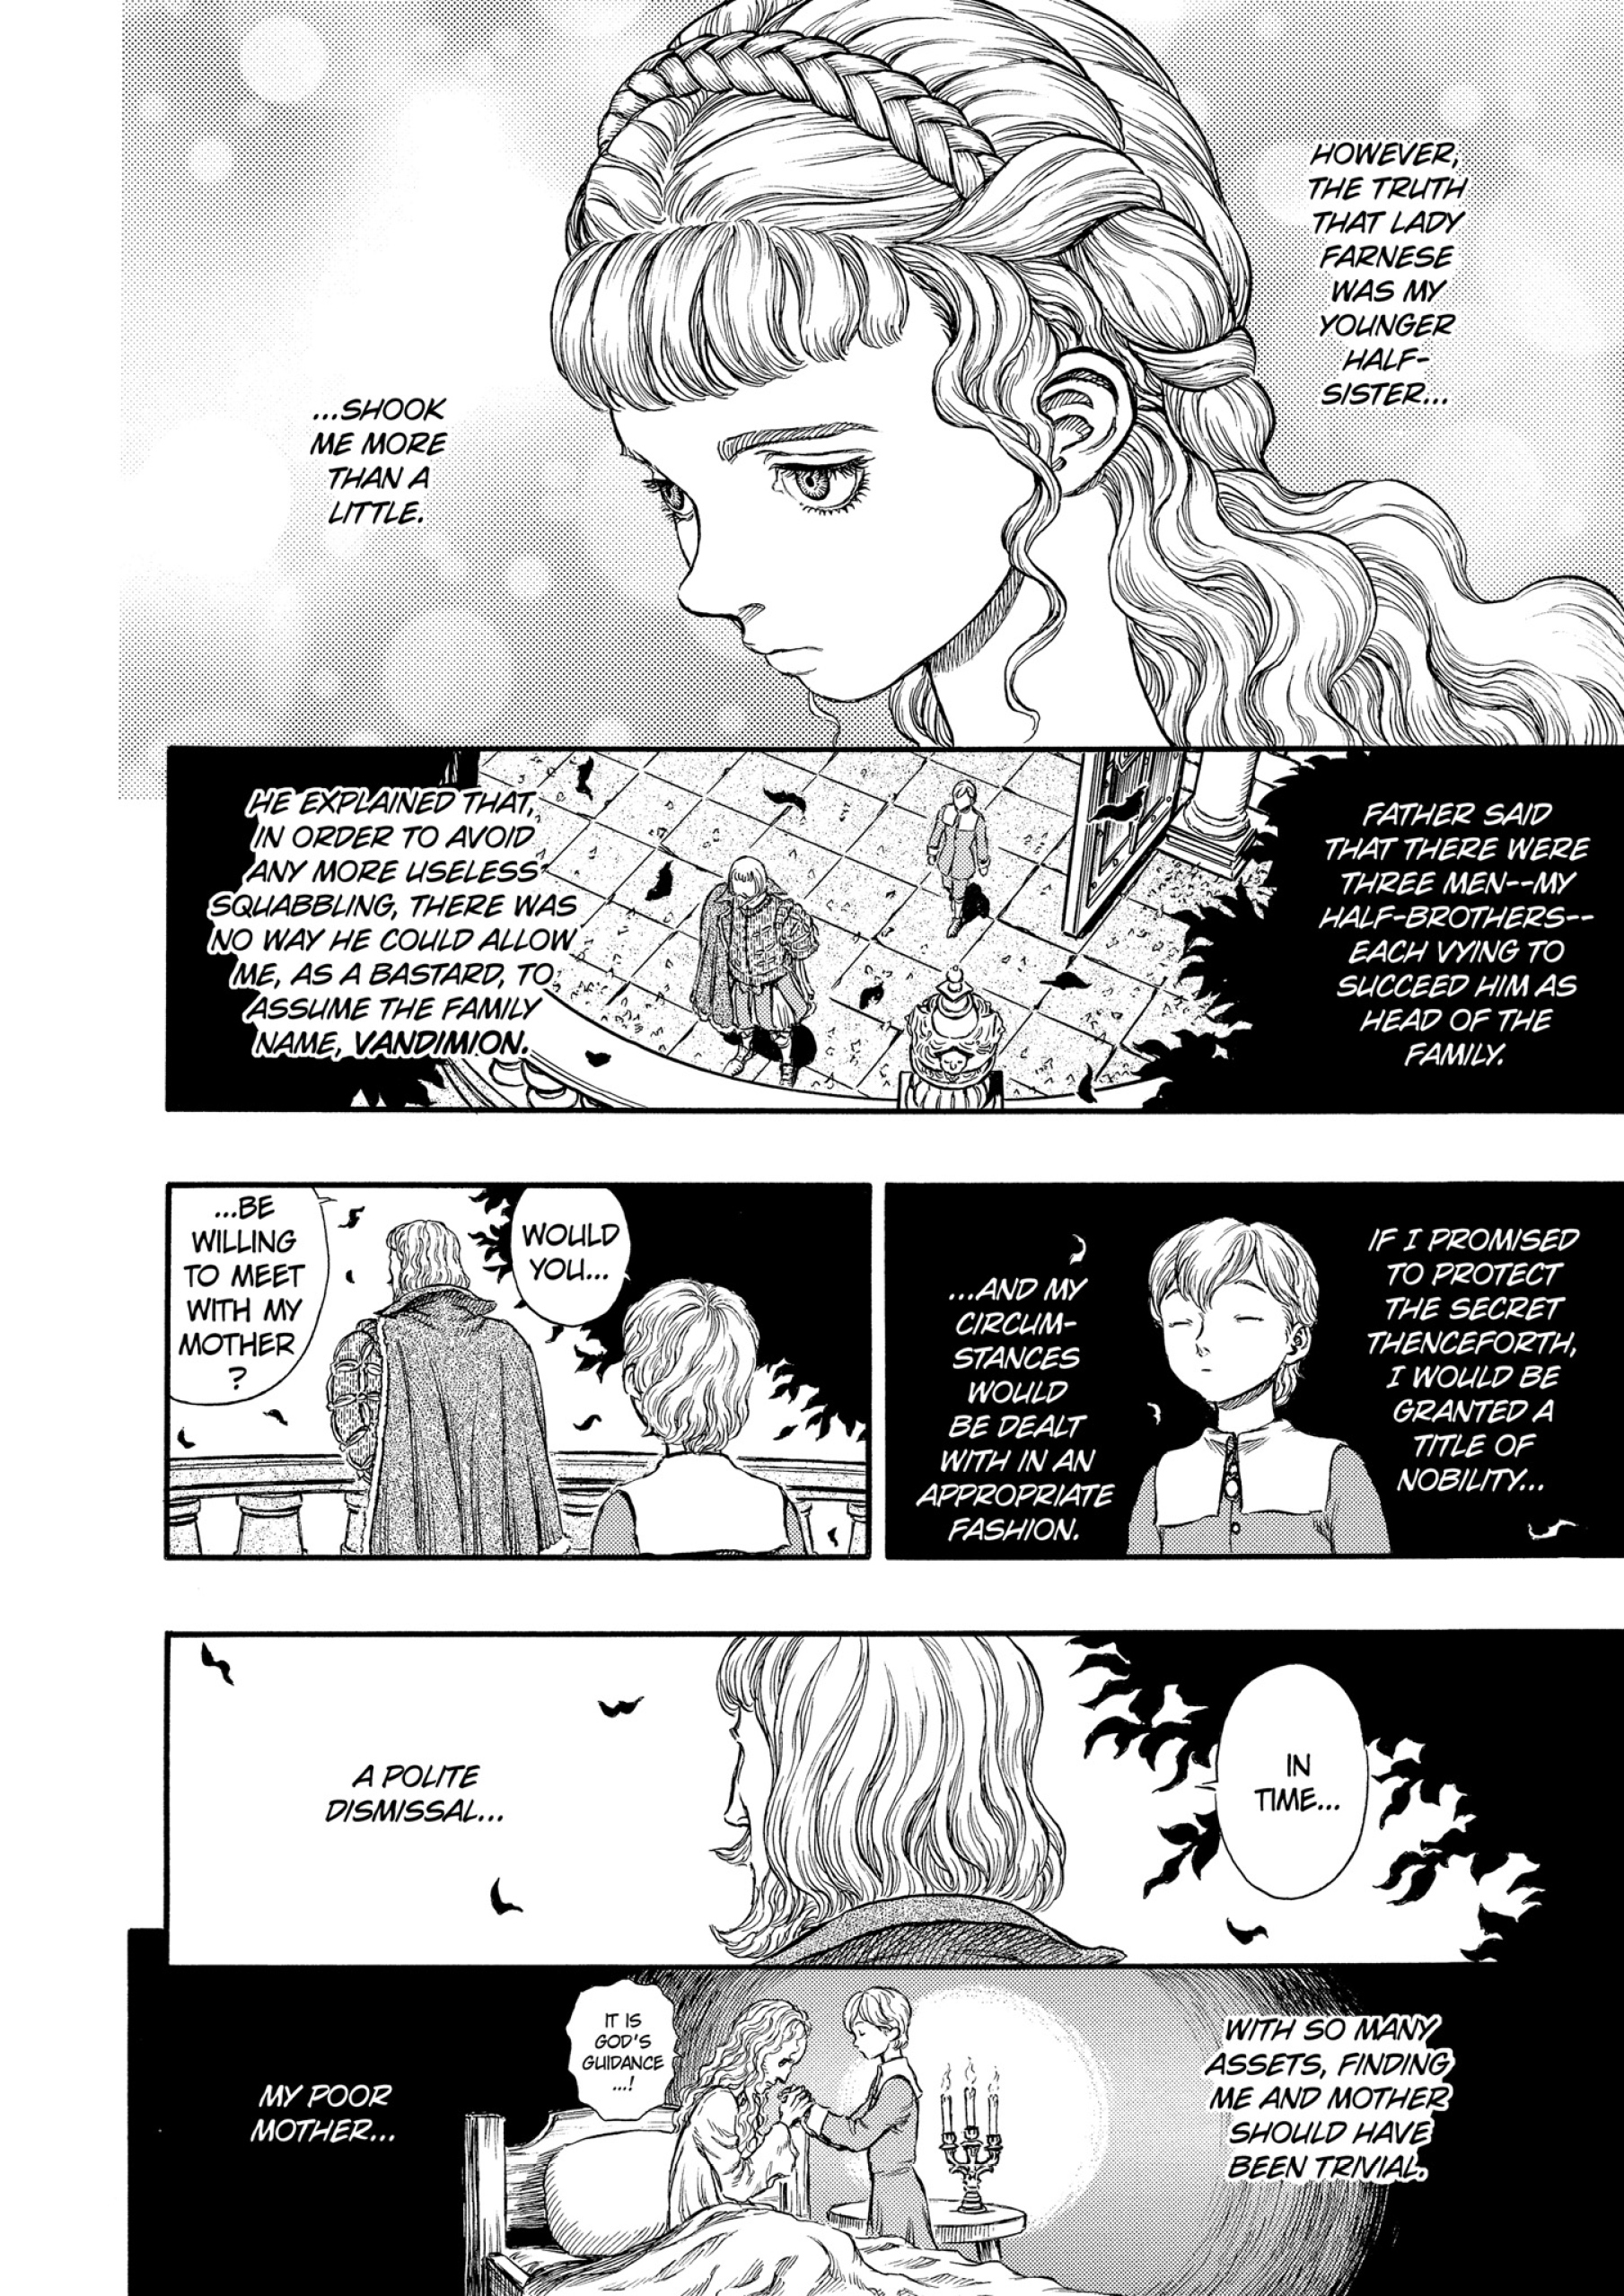 HOWEVER,
THE TRUTH
THAT LADY
FARNESE
WAS MY
YOUNGER
HALF-
SISTER...
...SHOOK
ME MORE
THAN A
LITTLE.
FATHER SAID
THAT THERE WERE
THREE MEN--MY
HALF-BROTHERS--
EACH VYING TO
SUCCEED HIM AS
HEAD OF THE
FAMILY.
HE EXPLAINED THAT,
IN ORDER TO AVOID
ANY MORE USELESS
SQUABBLING, THERE WAS
NO WAY HE COULD ALLOW
ME, AS A BASTARD, TO
ASSUME THE FAMILY
NAME, VANDIMION.
IF I PROMISED
TO PROTECT
THE SECRET
THENCEFORTH,
I WOULD BE
GRANTED A
TITLE OF
NOBILITY...
...AND MY
CIRCUM-
STANCES
WOULD
BE DEALT
WITH IN AN
APPROPRIATE
FASHION.
WOULD
YOU...
...BE
WILLING
TO MEET
WITH MY
MOTHER
?
IN
TIME...
A POLITE
DISMISSAL...
WITH SO MANY
ASSETS, FINDING
ME AND MOTHER
SHOULD HAVE
BEEN TRIVIAL.
IT IS
GOD'S
GUIDANCE
...!
MY POOR
MOTHER...